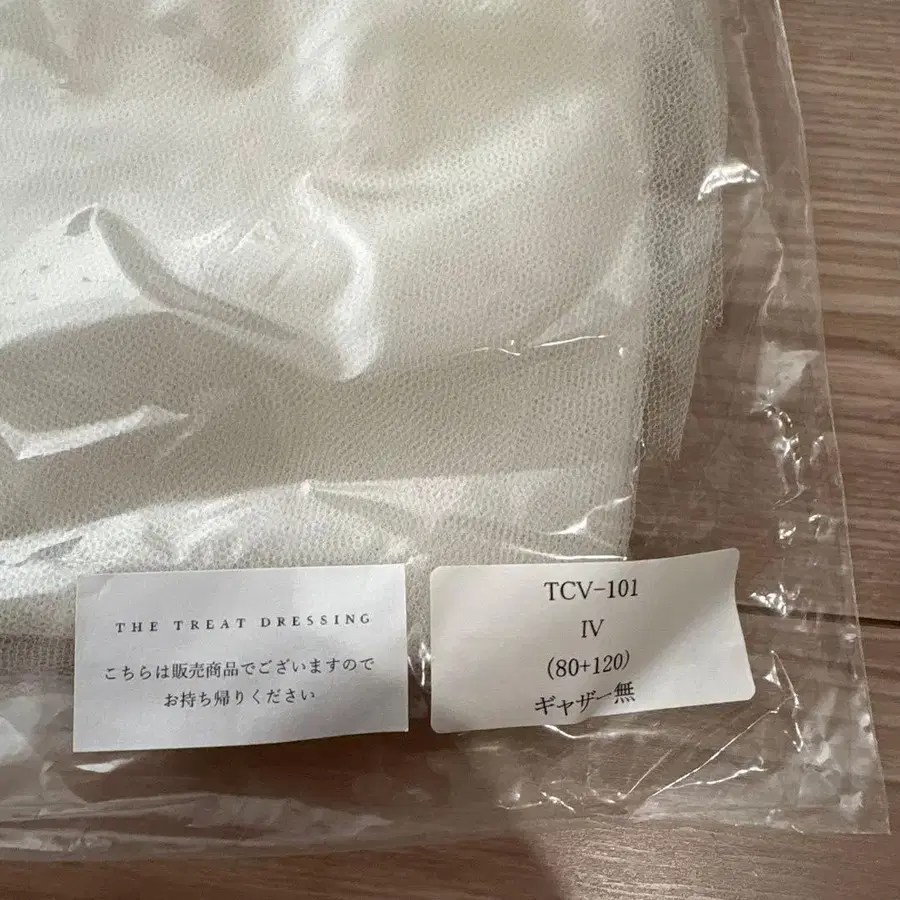 THE TREAT DRESSING
こちらは販売商品でございますので
お持ち帰りください
TCV-101
IV
(80+120)
ギャザー無